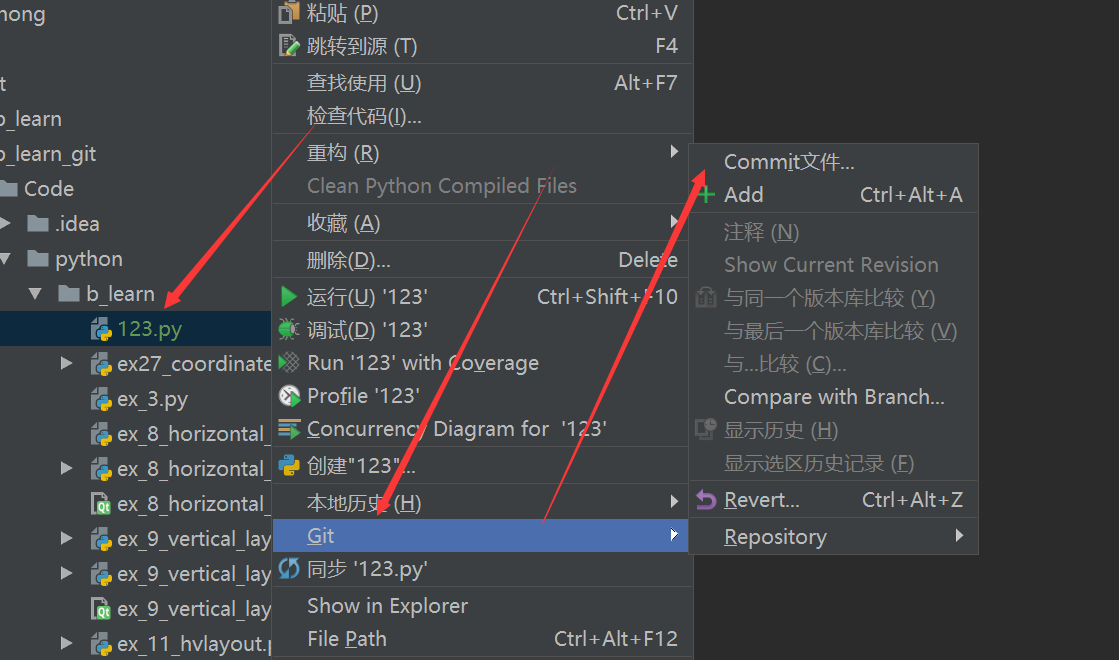 hong
t
b_learn
b_learn_git
Code
.idea
python
b_learn
123.py
ex27_coordinate
ex_3.py
ex_8_horizontal_
ex_8_horizontal_
ex_8_horizontal_
ex_9_vertical_lay
ex_9_vertical_lay
ex_9_vertical_lay
ex_11_hvlayout.p
粘贴 (P) Ctrl+V
跳转到源 (T) F4
查找使用 (U) Alt+F7
检查代码(I)...
重构 (R)
Clean Python Compiled Files
收藏 (A)
删除(D)... Delete
运行(U) '123' Ctrl+Shift+F10
调试(D) '123'
Run '123' with Coverage
Profile '123'
Concurrency Diagram for '123'
创建"123"...
本地历史 (H)
Git
同步 '123.py'
Show in Explorer
File Path Ctrl+Alt+F12
Commit文件...
Add Ctrl+Alt+A
注释 (N)
Show Current Revision
与同一个版本库比较 (Y)
与最后一个版本库比较 (V)
与...比较 (C)...
Compare with Branch...
显示历史 (H)
显示选区历史记录 (F)
Revert... Ctrl+Alt+Z
Repository